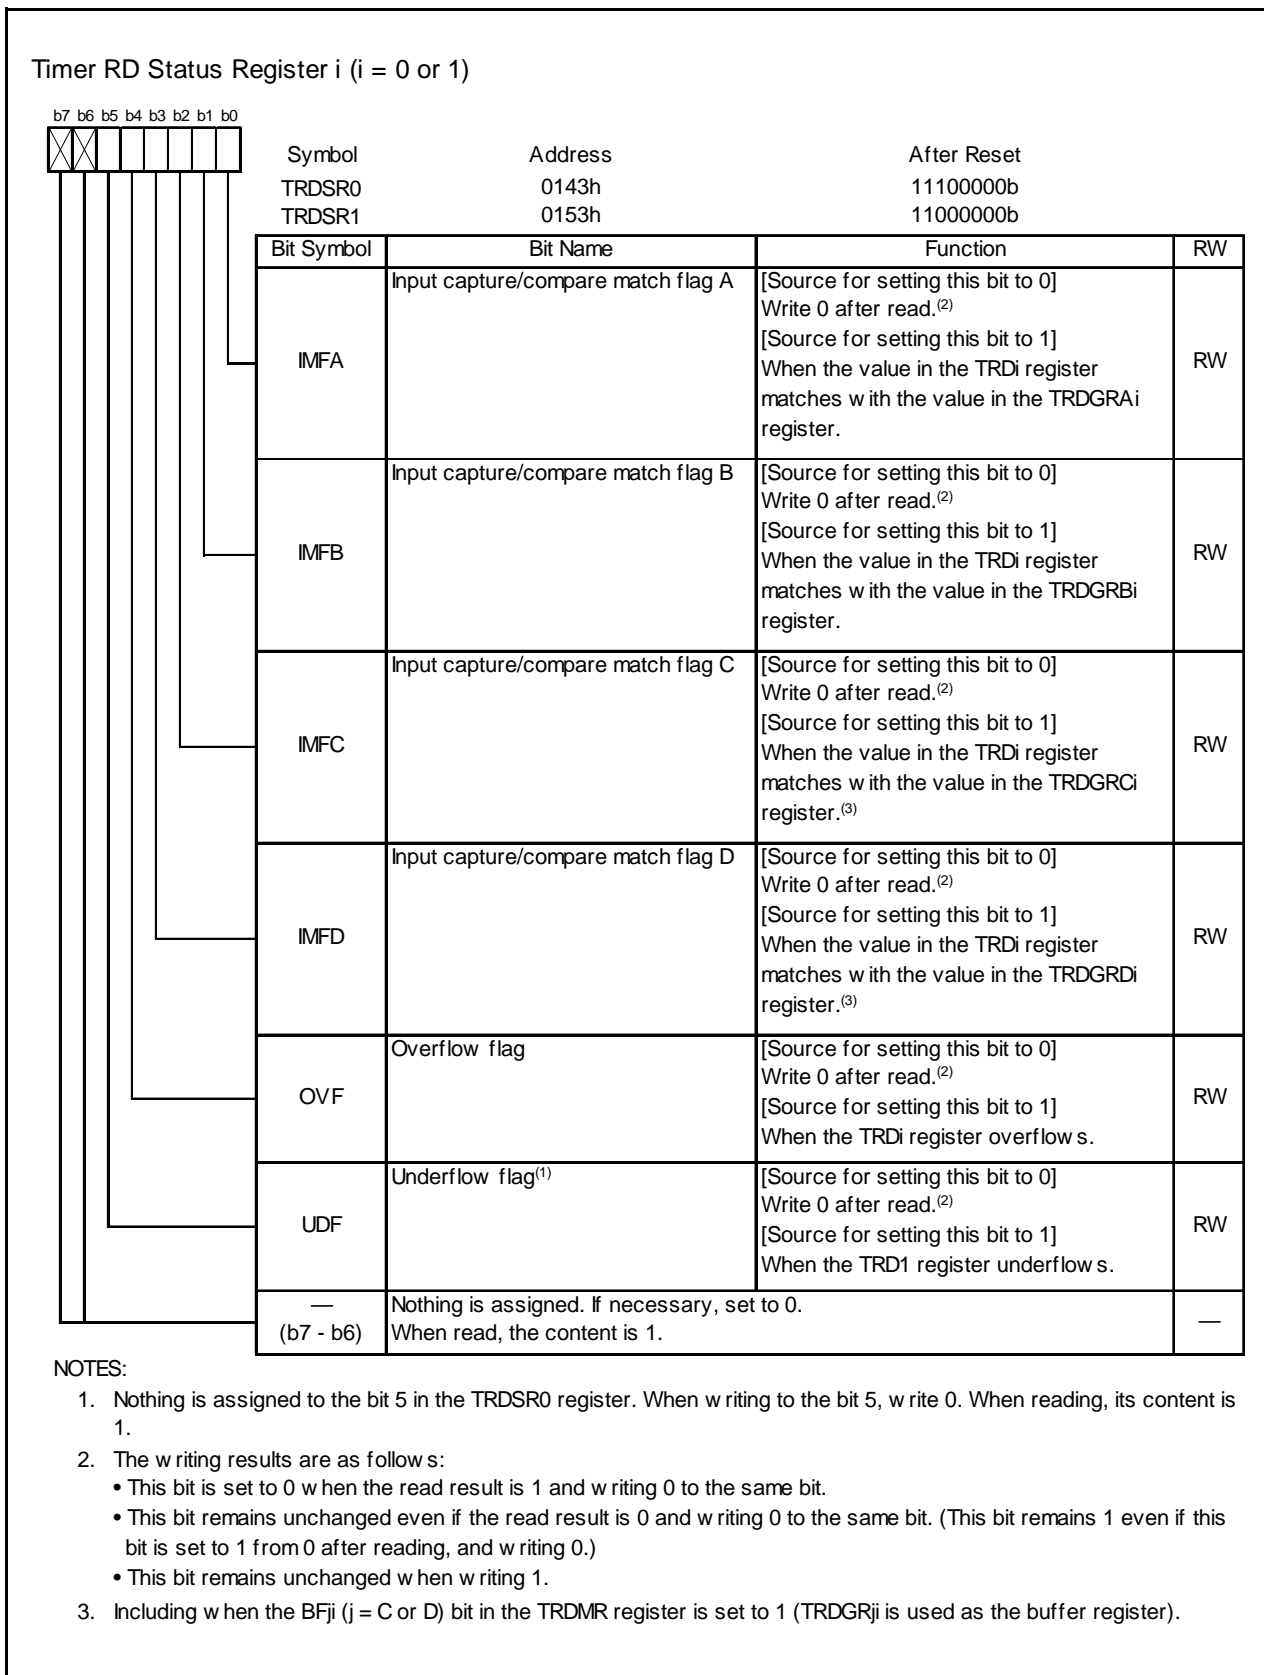 Timer RD Status Register i (i = 0 or 1)
b7 b6 b5 b4 b3 b2 b1 b0
Symbol Address After Reset
TRDSR0 0143h 11100000b
TRDSR1 0153h 11000000b
Bit Symbol Bit Name Function RW
IMFA Input capture/compare match flag A [Source for setting this bit to 0]
Write 0 after read.(2)
[Source for setting this bit to 1]
When the value in the TRDi register
matches with the value in the TRDGRAi
register.
RW
IMFB Input capture/compare match flag B [Source for setting this bit to 0]
Write 0 after read.(2)
[Source for setting this bit to 1]
When the value in the TRDi register
matches with the value in the TRDGRBi
register.
RW
IMFC Input capture/compare match flag C [Source for setting this bit to 0]
Write 0 after read.(2)
[Source for setting this bit to 1]
When the value in the TRDi register
matches with the value in the TRDGRCi
register.(3)
RW
IMFD Input capture/compare match flag D [Source for setting this bit to 0]
Write 0 after read.(2)
[Source for setting this bit to 1]
When the value in the TRDi register
matches with the value in the TRDGRDi
register.(3)
RW
OVF Overflow flag [Source for setting this bit to 0]
Write 0 after read.(2)
[Source for setting this bit to 1]
When the TRDi register overflows.
RW
UDF Underflow flag(1) [Source for setting this bit to 0]
Write 0 after read.(2)
[Source for setting this bit to 1]
When the TRD1 register underflows.
RW
— Nothing is assigned. If necessary, set to 0.
(b7 - b6) When read, the content is 1.
—
NOTES:
1. Nothing is assigned to the bit 5 in the TRDSR0 register. When writing to the bit 5, write 0. When reading, its content is
1.
2. The writing results are as follows:
• This bit is set to 0 when the read result is 1 and writing 0 to the same bit.
• This bit remains unchanged even if the read result is 0 and writing 0 to the same bit. (This bit remains 1 even if this
bit is set to 1 from 0 after reading, and writing 0.)
• This bit remains unchanged when writing 1.
3. Including when the BFji (j = C or D) bit in the TRDMR register is set to 1 (TRDGRji is used as the buffer register).